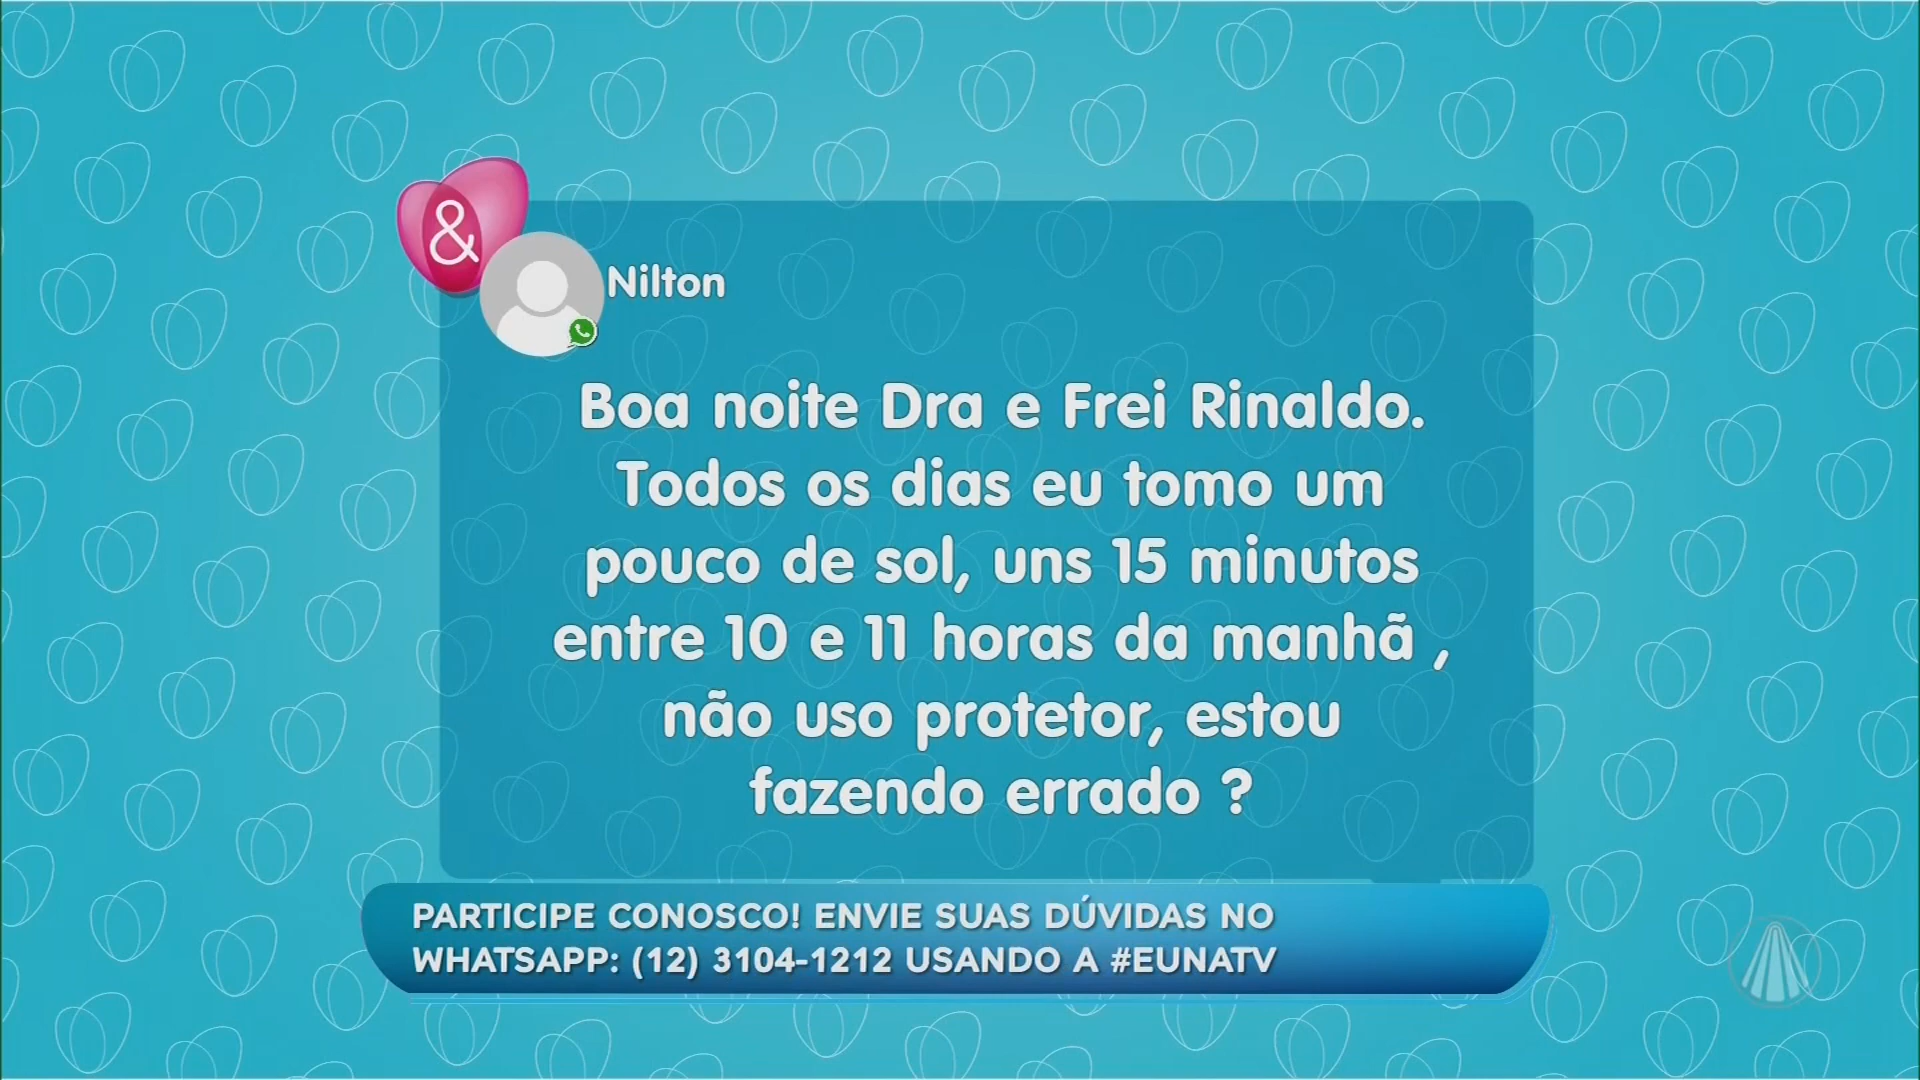 &
Nilton
Boa noite Dra e Frei Rinaldo.
Todos os dias eu tomo um
pouco de sol, uns 15 minutos
entre 10 e 11 horas da manhã ,
não uso protetor, estou
fazendo errado ?
PARTICIPE CONOSCO! ENVIE SUAS DÚVIDAS NO
WHATSAPP: (12) 3104-1212 USANDO A #EUNATV